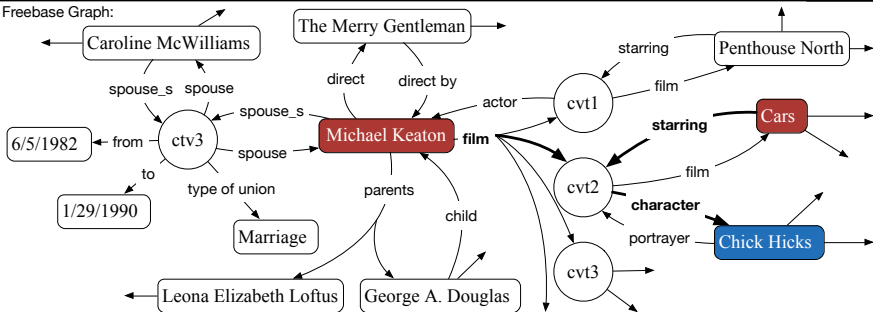 Freebase Graph:
Caroline McWilliams
The Merry Gentleman
Penthouse North
starring
spouse_s
spouse
direct
direct by
film
actor
cvt1
spouse_s
6/5/1982
from
ctv3
Michael Keaton
film
starring
Cars
spouse
to
type of union
parents
cvt2
film
character
1/29/1990
child
portrayer
Chick Hicks
Marriage
cvt3
Leona Elizabeth Loftus
George A. Douglas